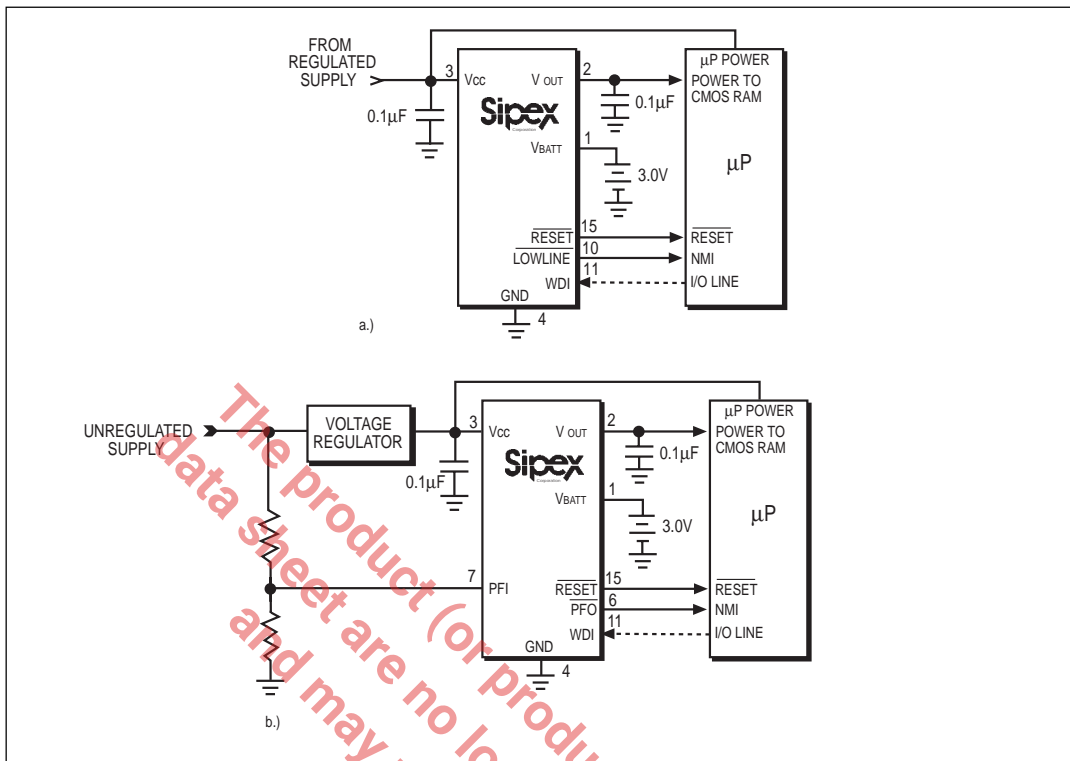 FROM
REGULATED
SUPPLY
3
VCC
V OUT
2
0.1µF
Sipex
Corporation
0.1µF
VBATT
1
3.0V
RESET
15
LOWLINE
10
WDI
11
GND
4
µP POWER
POWER TO
CMOS RAM
µP
RESET
NMI
I/O LINE
a.)
UNREGULATED
SUPPLY
VOLTAGE
REGULATOR
3
VCC
V OUT
2
0.1µF
Sipex
Corporation
0.1µF
VBATT
1
3.0V
7
PFI
RESET
15
PFO
6
WDI
11
GND
4
µP POWER
POWER TO
CMOS RAM
µP
RESET
NMI
I/O LINE
b.)
The product (or produ
data sheet are no lo
and may